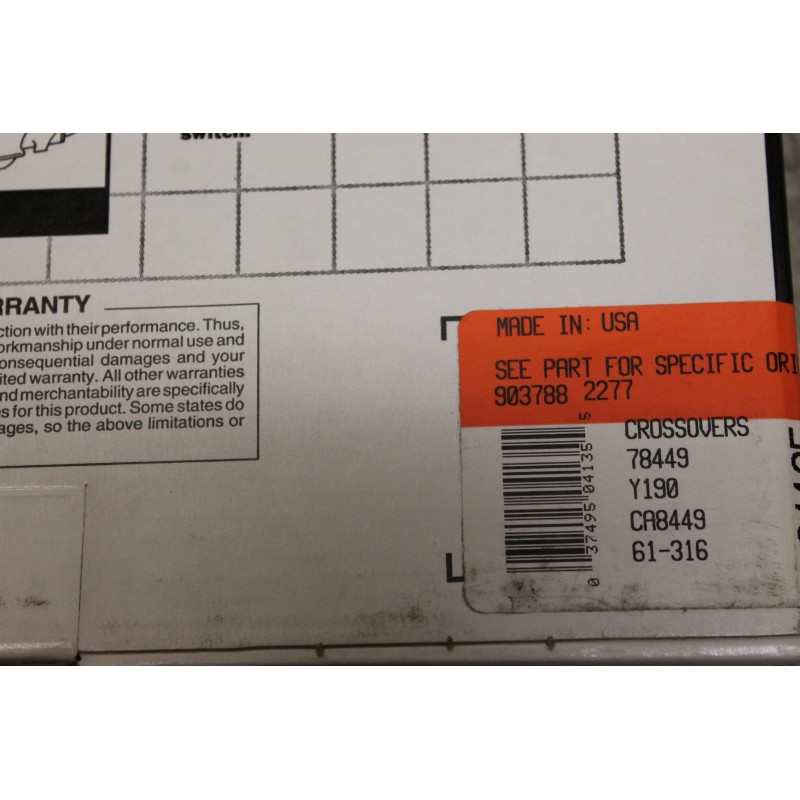 switch.
RRANTY
ction with their performance. Thus,
orkmanship under normal use and
onsequential damages and your
ited warranty. All other warranties
nd merchantability are specifically
es for this product. Some states do
ages, so the above limitations or
MADE IN: USA
SEE PART FOR SPECIFIC ORI
903788 2277
CROSSOVERS
78449
Y190
CA8449
61-316
0 37495 04135 5